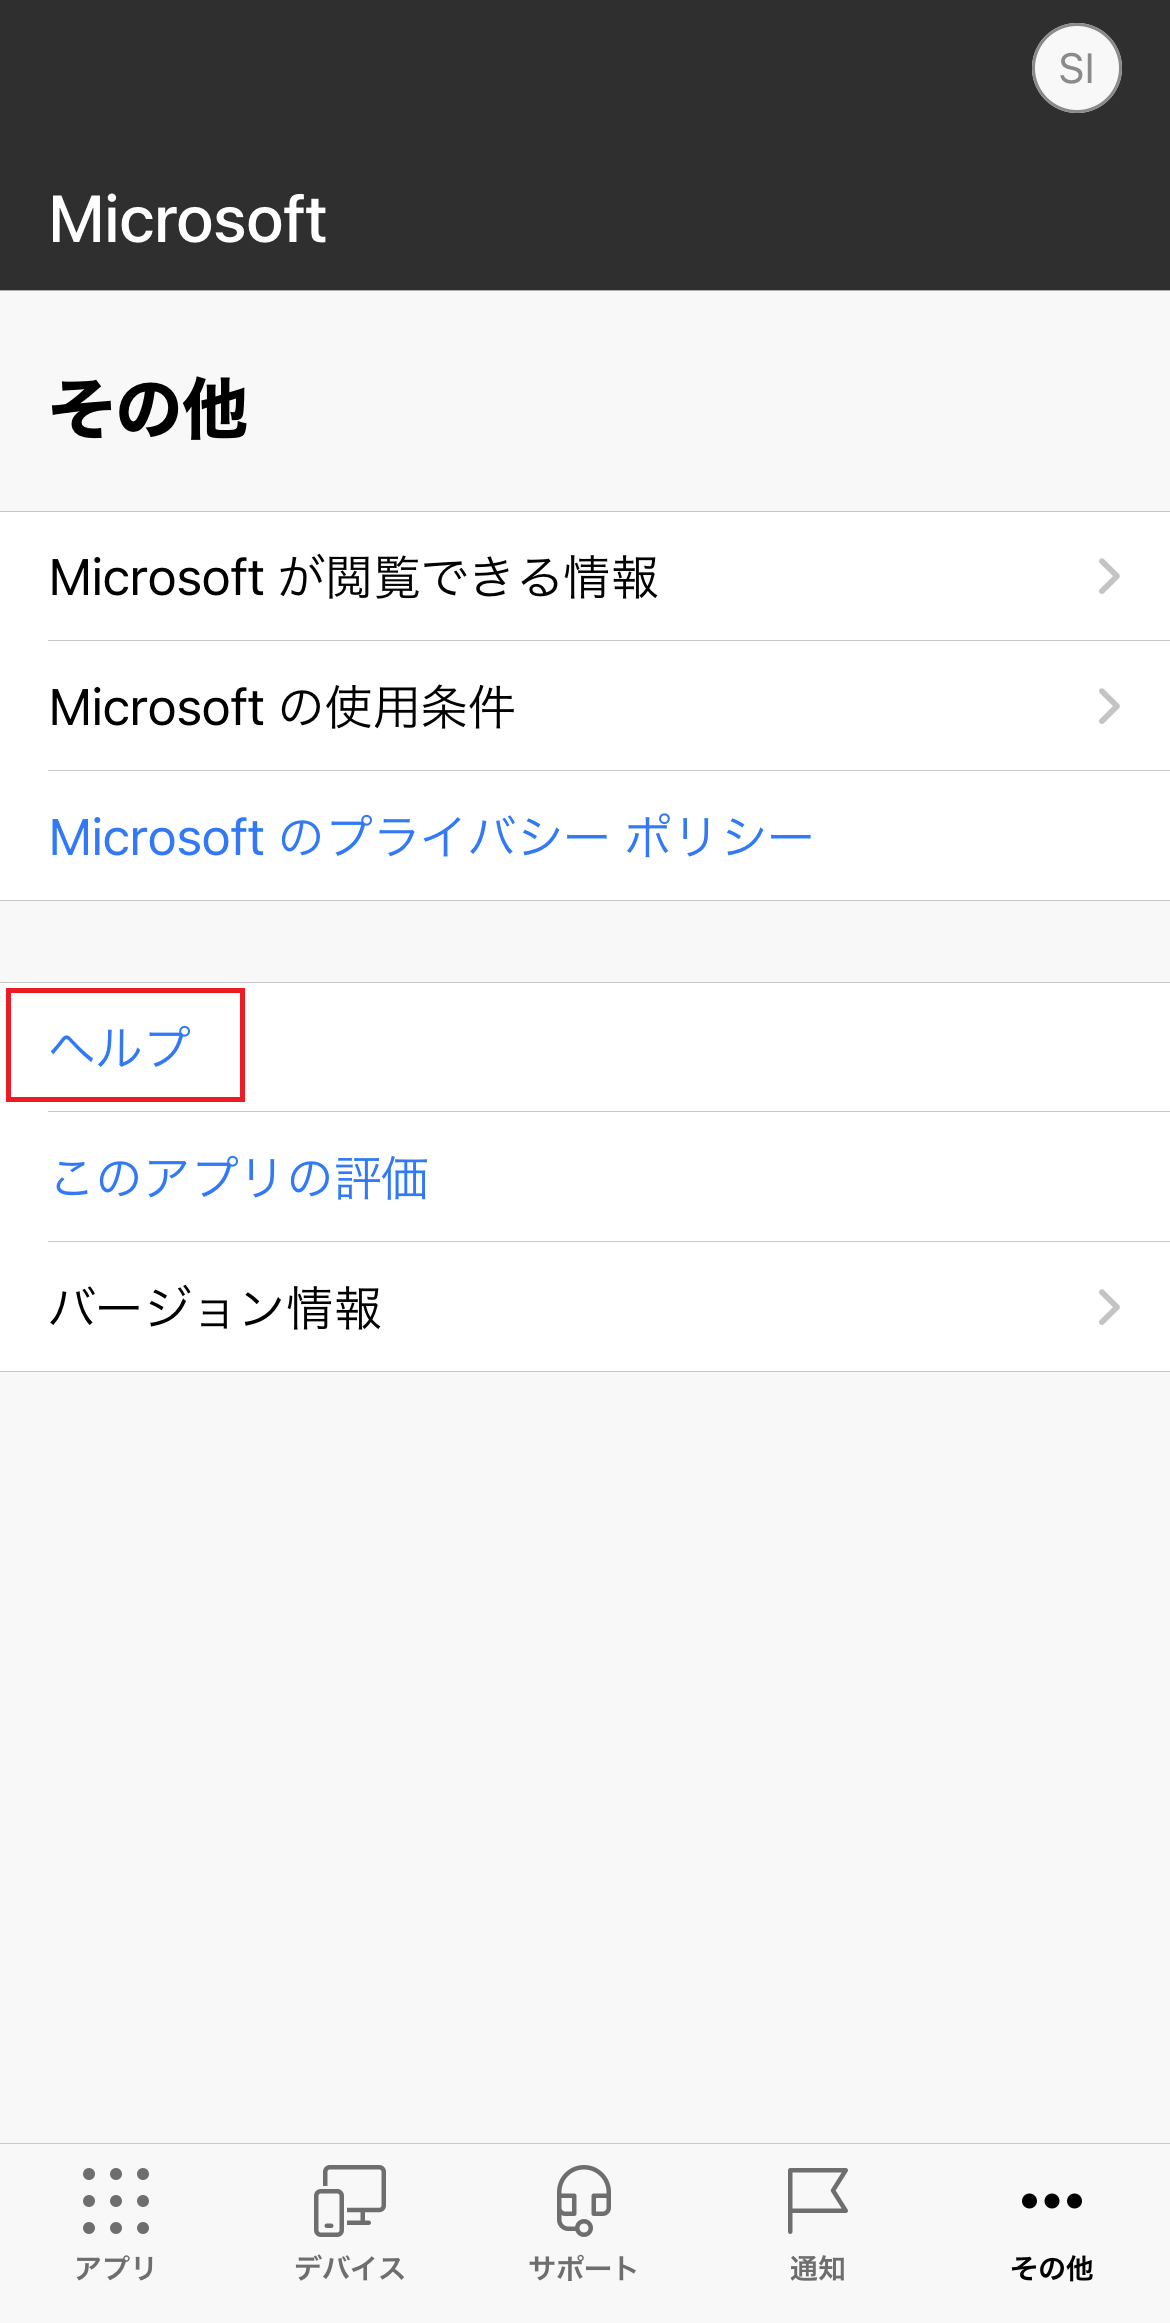 SI
Microsoft
その他
Microsoft が閲覧できる情報
Microsoft の使用条件
Microsoft のプライバシー ポリシー
ヘルプ
このアプリの評価
バージョン情報
アプリ
デバイス
サポート
通知
その他